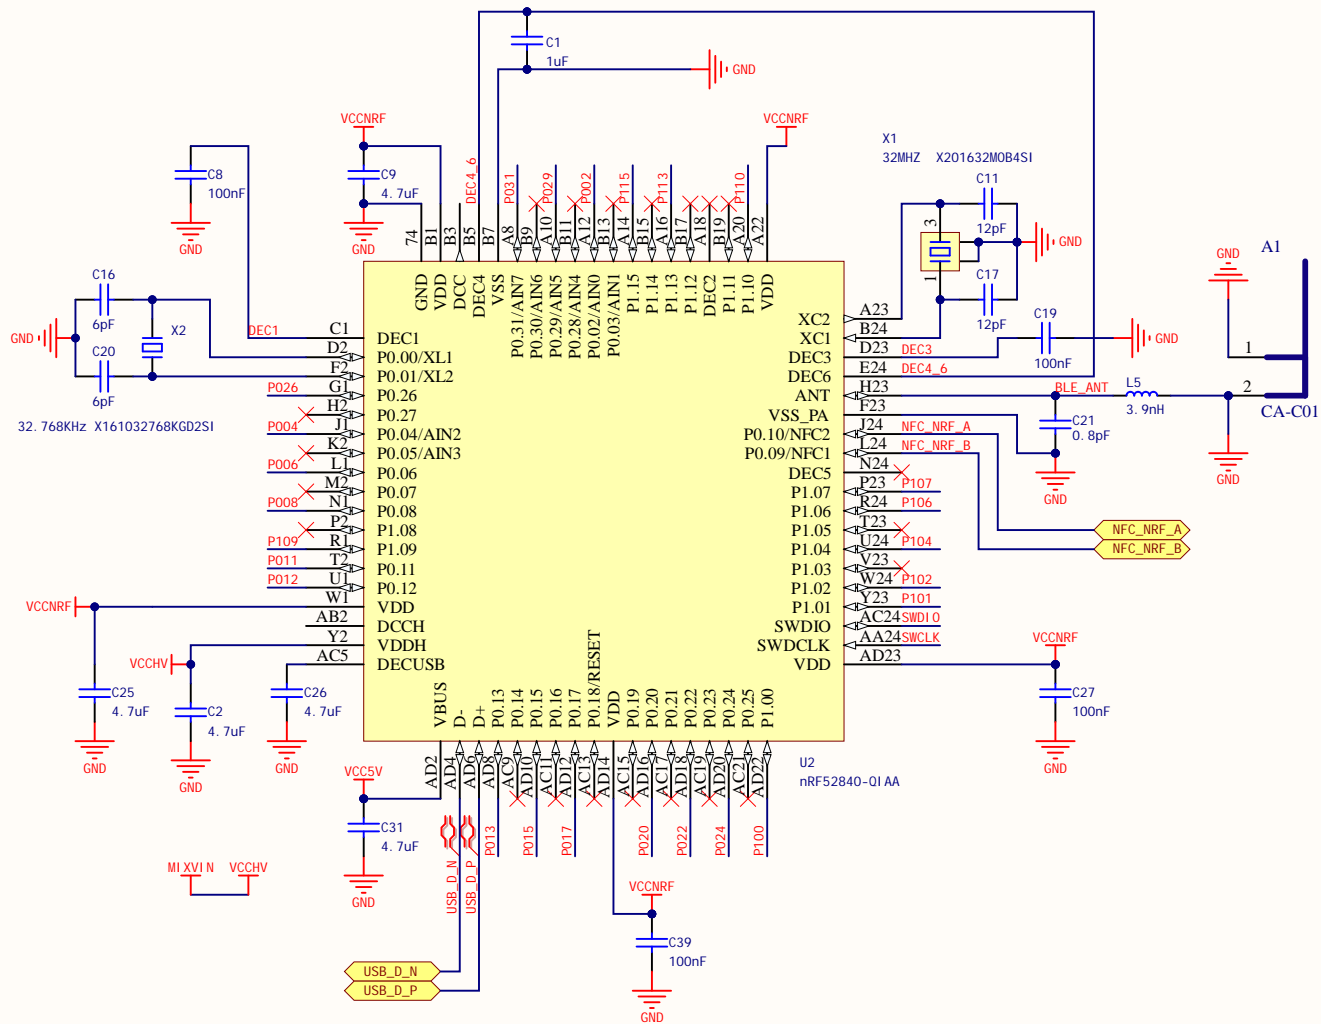 C1
1uF
GND
VCCNRF
C9
4.7uF
GND
C8
100nF
GND
DEC4_6
P031
P029
P002
P115
P113
P110
VCCNRF
X1
32MHZ X201632MOB4SI
C11
12pF
3
1
GND
C17
12pF
74
B1
B3
B5
B7
A8
B9
A10
B11
A12
B13
A14
B15
A16
B17
A18
B19
A20
A22
GND
VDD
DCC
DEC4
VSS
P0.31/AIN7
P0.30/AIN6
P0.29/AIN5
P0.28/AIN4
P0.02/AIN0
P0.03/AIN1
P1.15
P1.14
P1.13
P1.12
DEC2
P1.11
P1.10
VDD
C16
6pF
X2
GND
C20
6pF
32.768KHz X161032768KGD2SI
DEC1 C1 DEC1
D2 P0.00/XL1
F2 P0.01/XL2
P026 G1 P0.26
H2 P0.27
P004 J1 P0.04/AIN2
K2 P0.05/AIN3
P006 L1 P0.06
M2 P0.07
P008 N1 P0.08
P2 P1.08
P109 R1 P1.09
P011 T2 P0.11
P012 U1 P0.12
VCCNRF W1 VDD
AB2 DCCH
VCCHV Y2 VDDH
AC5 DECUSB
XC2 A23
XC1 B24
DEC3 D23 DEC3
DEC6 E24 DEC4_6
ANT H23 BLE_ANT
VSS_PA F23
P0.10/NFC2 J24 NFC_NRF_A
P0.09/NFC1 L24 NFC_NRF_B
DEC5 N24
P1.07 P23 P107
P1.06 R24 P106
P1.05 T23
P1.04 U24 P104
P1.03 V23
P1.02 W24 P102
P1.01 Y23 P101
SWDIO AC24 SWDIO
SWDCLK AA24 SWCLK
VDD AD23
C19
100nF
GND
L5
3.9nH
C21
0.8pF
GND
GND
A1
1
2
CA-C01
GND
NFC_NRF_A
NFC_NRF_B
VCCNRF
C27
100nF
GND
C25
4.7uF
GND
C2
4.7uF
GND
C26
4.7uF
GND
VBUS
D-
D+
P0.13
P0.14
P0.15
P0.16
P0.17
P0.18/RESET
VDD
P0.19
P0.20
P0.21
P0.22
P0.23
P0.24
P0.25
P1.00
AD2
AD4
AD6
AD8
AC9
AD10
AC11
AD12
AC13
AD14
AC15
AD16
AC17
AD18
AC19
AD20
AC21
AD22
U2
nRF52840-QIAA
VCC5V
C31
4.7uF
GND
USB_D_N
USB_D_P
P013
P015
P017
P020
P022
P024
P100
MIXVIN VCCHV
VCCNRF
C39
100nF
GND
USB_D_N
USB_D_P